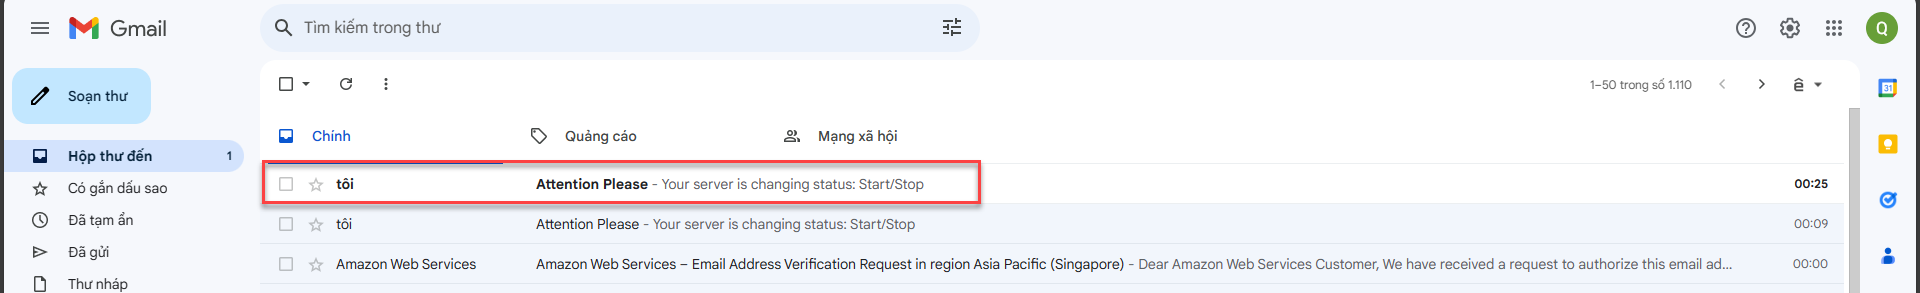 Gmail
Tìm kiếm trong thư
Q
Soạn thư
1–50 trong số 1.110
ê
31
Chính
Quảng cáo
Mạng xã hội
Hộp thư đến 1
tôi Attention Please - Your server is changing status: Start/Stop 00:25
Có gắn dấu sao
Đã tạm ẩn
tôi Attention Please - Your server is changing status: Start/Stop 00:09
Đã gửi
Amazon Web Services Amazon Web Services – Email Address Verification Request in region Asia Pacific (Singapore) - Dear Amazon Web Services Customer, We have received a request to authorize this email ad... 00:00
Thư nháp